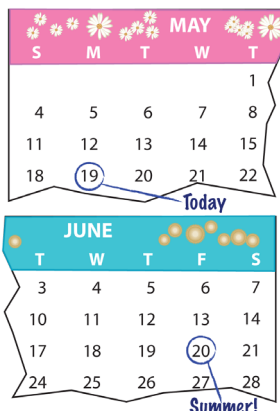 MAY
S M T W T
1
4 5 6 7 8
11 12 13 14 15
18 19 20 21 22
Today
JUNE
T W T F S
3 4 5 6 7
10 11 12 13 14
17 18 19 20 21
24 25 26 27 28
Summer!